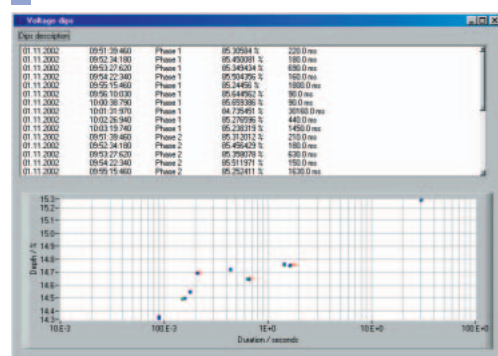 Voltage dips
Dips description
01.11.2002 09:51:39:460 Phase 1 85.30584 % 220.0 ms
01.11.2002 09:52:34:180 Phase 1 85.450081 % 180.0 ms
01.11.2002 09:53:27:620 Phase 1 85.349434 % 690.0 ms
01.11.2002 09:54:22:340 Phase 1 85.504356 % 160.0 ms
01.11.2002 09:55:15:460 Phase 1 85.24456 % 1800.0 ms
01.11.2002 09:56:10:030 Phase 1 85.644562 % 90.0 ms
01.11.2002 10:00:38:790 Phase 1 85.659386 % 90.0 ms
01.11.2002 10:01:31:970 Phase 1 04.735491 % 30160.0 ms
01.11.2002 10:02:26:940 Phase 1 85.276596 % 440.0 ms
01.11.2002 10:03:19:740 Phase 1 85.238319 % 1450.0 ms
01.11.2002 09:51:39:460 Phase 2 85.312012 % 210.0 ms
01.11.2002 09:52:34:180 Phase 2 85.456429 % 180.0 ms
01.11.2002 09:53:27:620 Phase 2 85.359078 % 630.0 ms
01.11.2002 09:54:22:340 Phase 2 85.511971 % 150.0 ms
01.11.2002 09:55:15:460 Phase 2 85.252411 % 1630.0 ms
15.2-
15.1-
15.0-
14.9-
14.8-
14.7-
14.6-
14.5-
14.4-
14.3-
Depth / %
10.E-3 100.E-3 1E+0 10.E+0 100.E+0
Duration / seconds